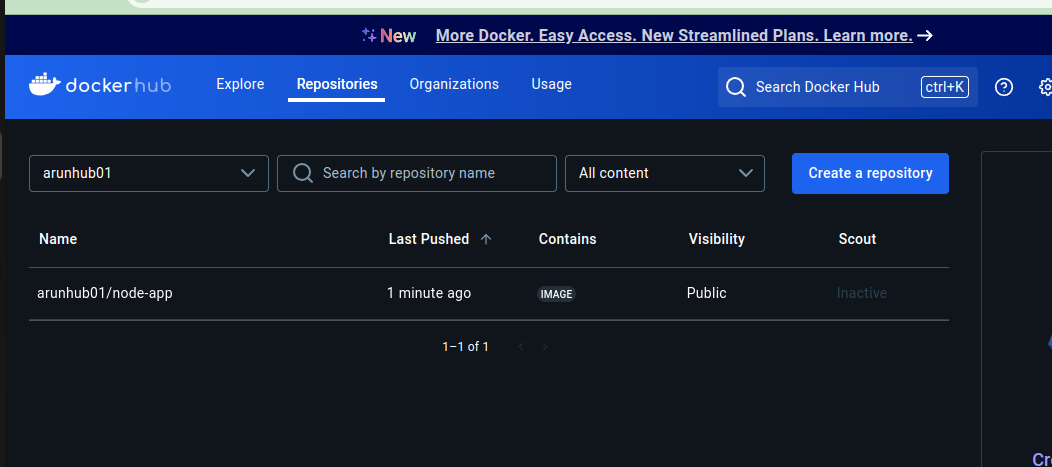 New More Docker. Easy Access. New Streamlined Plans. Learn more. →
dockerhub Explore Repositories Organizations Usage Search Docker Hub ctrl+K ?
arunhub01 Search by repository name All content Create a repository
Name Last Pushed ↑ Contains Visibility Scout
arunhub01/node-app 1 minute ago IMAGE Public Inactive
1–1 of 1
Cr